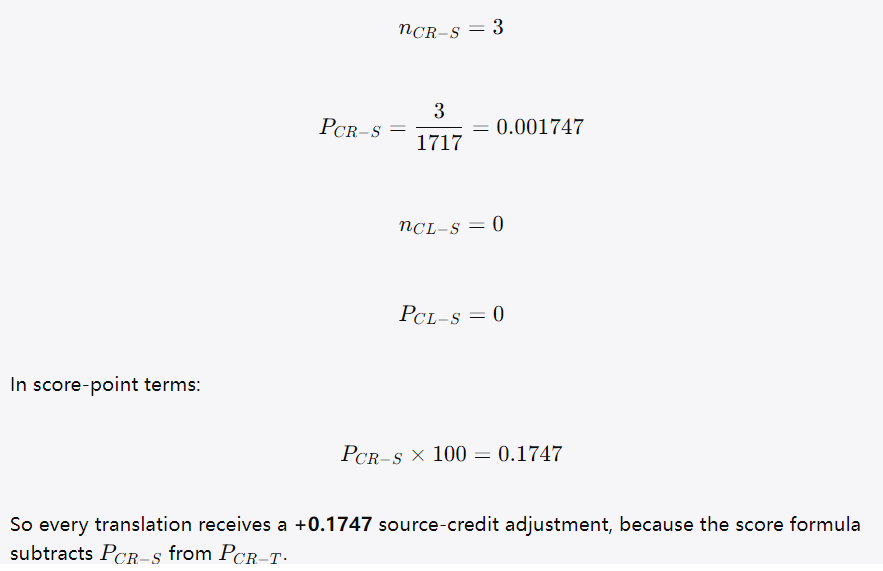 n_{CR-S} = 3
P_{CR-S} = \frac{3}{1717} = 0.001747
n_{CL-S} = 0
P_{CL-S} = 0
In score-point terms:
P_{CR-S} × 100 = 0.1747
So every translation receives a +0.1747 source-credit adjustment, because the score formula
subtracts P_{CR-S} from P_{CR-T}.